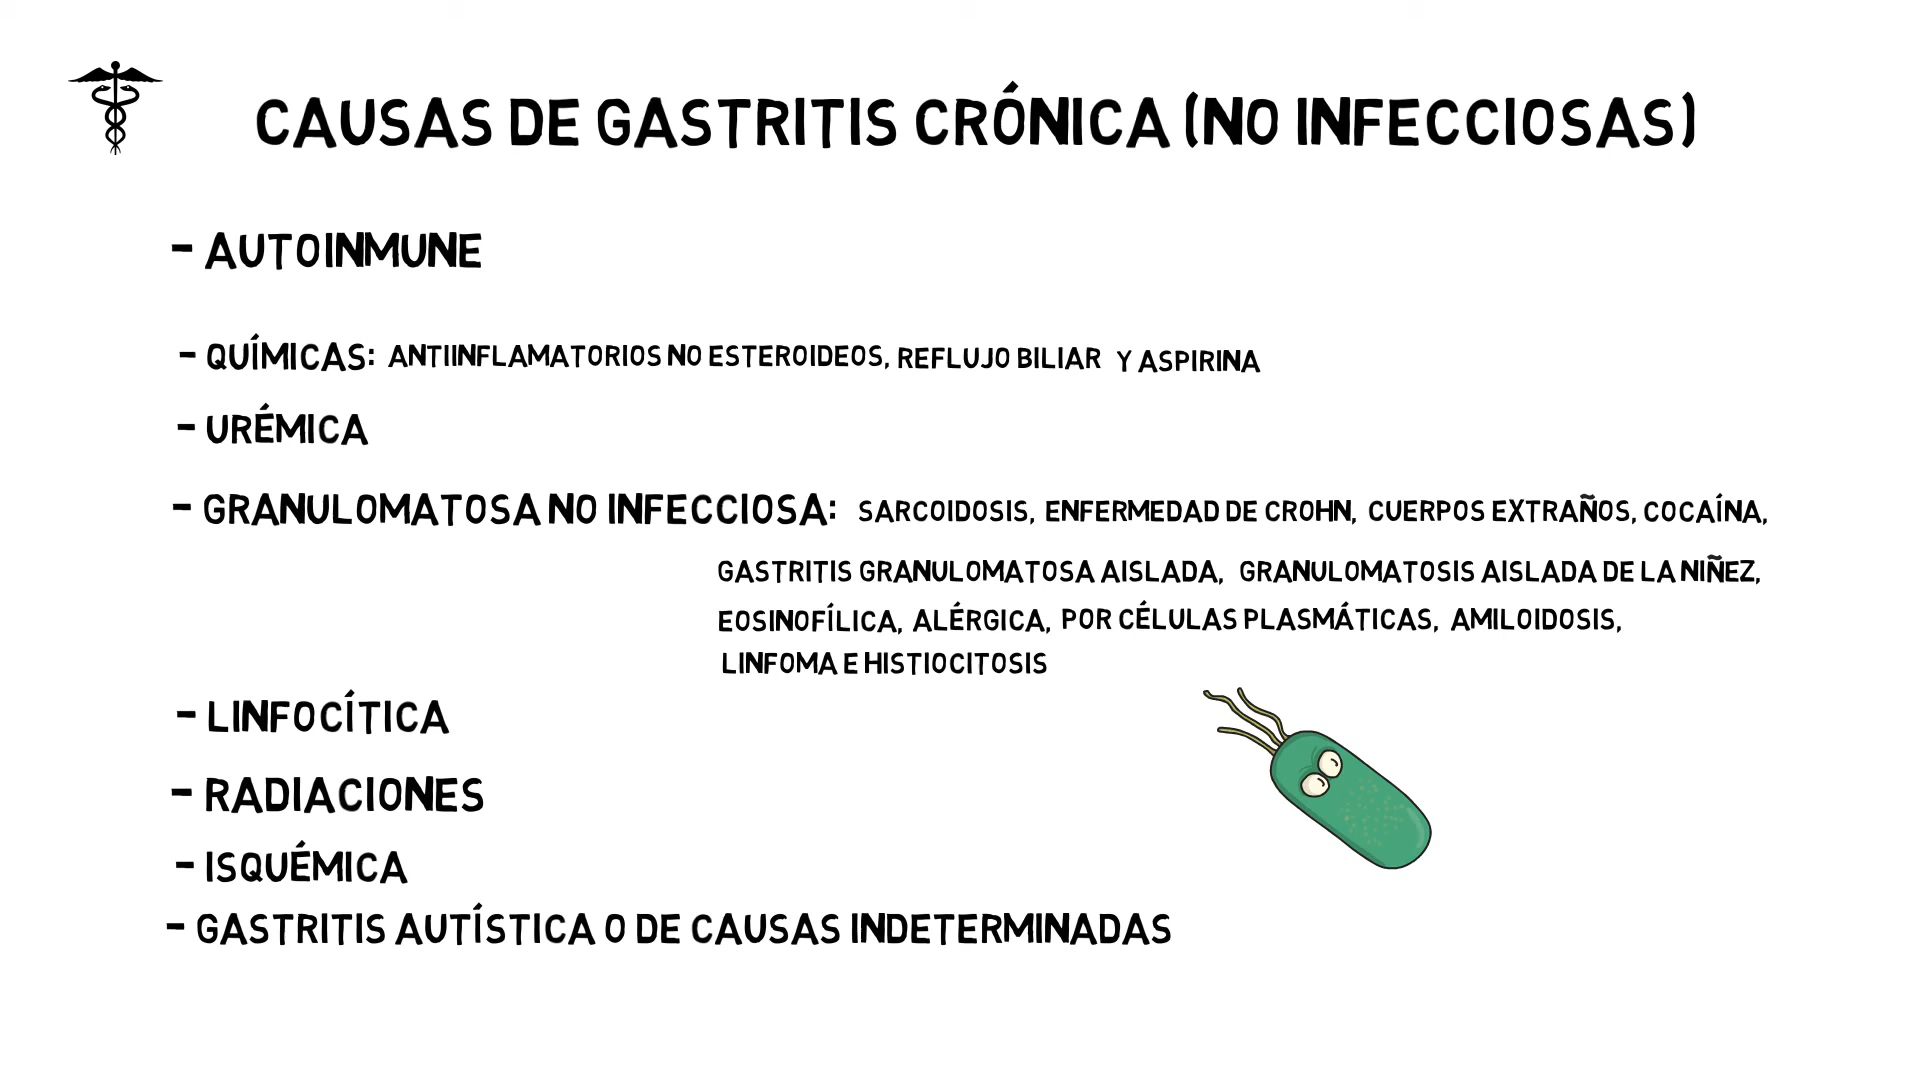 CAUSAS DE GASTRITIS CRÓNICA (NO INFECCIOSAS)
- AUTOINMUNE
- QUÍMICAS: ANTIINFLAMATORIOS NO ESTEROIDEOS, REFLUJO BILIAR Y ASPIRINA
- URÉMICA
- GRANULOMATOSA NO INFECCIOSA: SARCOIDOSIS, ENFERMEDAD DE CROHN, CUERPOS EXTRAÑOS, COCAÍNA,
GASTRITIS GRANULOMATOSA AISLADA, GRANULOMATOSIS AISLADA DE LA NIÑEZ,
EOSINOFÍLICA, ALÉRGICA, POR CÉLULAS PLASMÁTICAS, AMILOIDOSIS,
LINFOMA E HISTIOCITOSIS
- LINFOCÍTICA
- RADIACIONES
- ISQUÉMICA
- GASTRITIS AUTÍSTICA O DE CAUSAS INDETERMINADAS